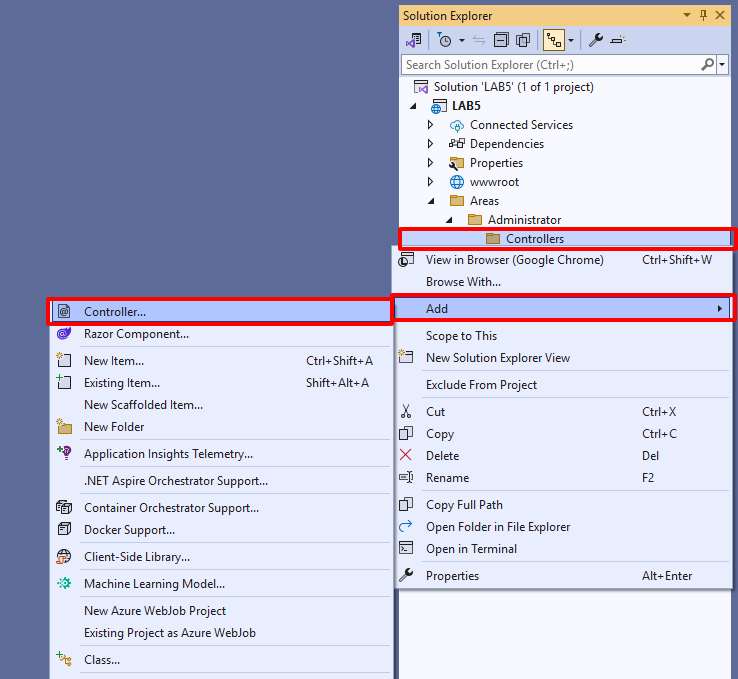 Solution Explorer
Search Solution Explorer (Ctrl+;)
Solution 'LAB5' (1 of 1 project)
LAB5
Connected Services
Dependencies
Properties
wwwroot
Areas
Administrator
Controllers
View in Browser (Google Chrome) Ctrl+Shift+W
Browse With...
Add
Scope to This
New Solution Explorer View
Exclude From Project
Cut Ctrl+X
Copy Ctrl+C
Delete Del
Rename F2
Copy Full Path
Open Folder in File Explorer
Open in Terminal
Properties Alt+Enter
Controller...
Razor Component...
New Item... Ctrl+Shift+A
Existing Item... Shift+Alt+A
New Scaffolded Item...
New Folder
Application Insights Telemetry...
.NET Aspire Orchestrator Support...
Container Orchestrator Support...
Docker Support...
Client-Side Library...
Machine Learning Model...
New Azure WebJob Project
Existing Project as Azure WebJob
Class...